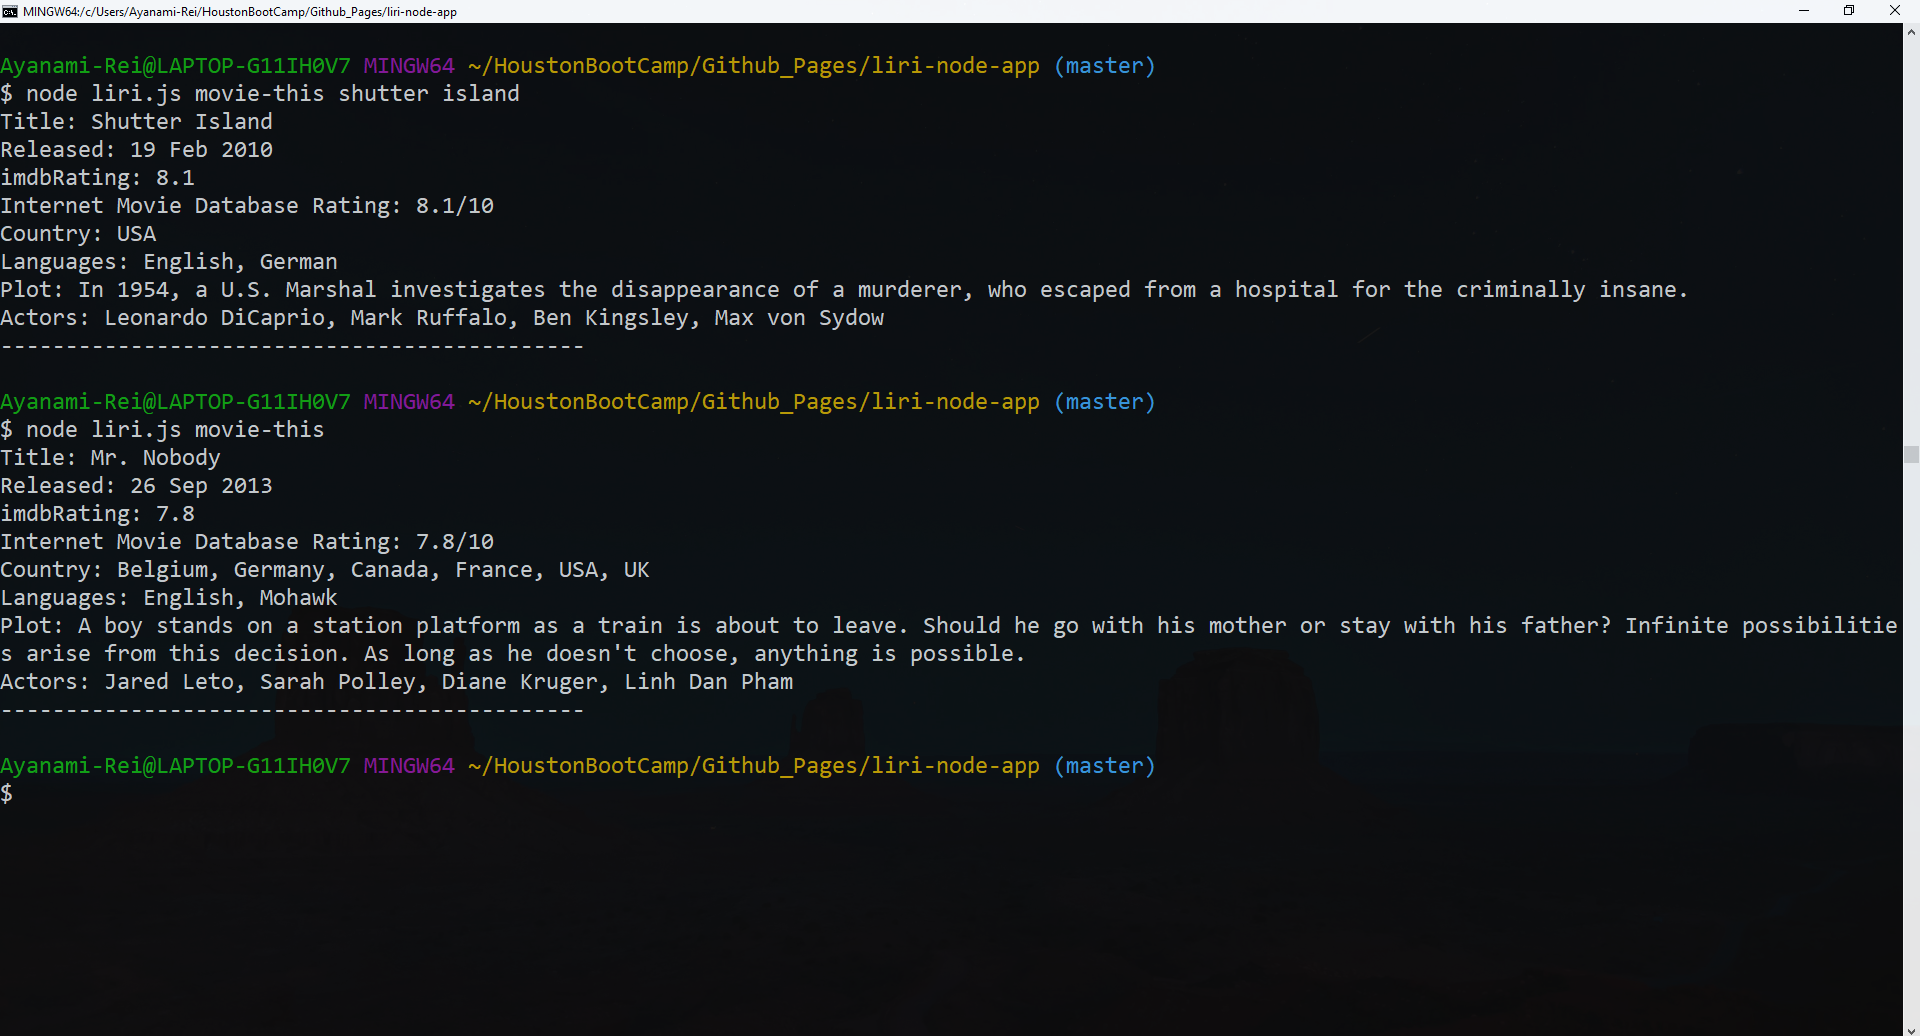 MINGW64:/c/Users/Ayanami-Rei/HoustonBootCamp/Github_Pages/liri-node-app
Ayanami-Rei@LAPTOP-G11IH0V7 MINGW64 ~/HoustonBootCamp/Github_Pages/liri-node-app (master)
$ node liri.js movie-this shutter island
Title: Shutter Island
Released: 19 Feb 2010
imdbRating: 8.1
Internet Movie Database Rating: 8.1/10
Country: USA
Languages: English, German
Plot: In 1954, a U.S. Marshal investigates the disappearance of a murderer, who escaped from a hospital for the criminally insane.
Actors: Leonardo DiCaprio, Mark Ruffalo, Ben Kingsley, Max von Sydow
---------------------------------------------
Ayanami-Rei@LAPTOP-G11IH0V7 MINGW64 ~/HoustonBootCamp/Github_Pages/liri-node-app (master)
$ node liri.js movie-this
Title: Mr. Nobody
Released: 26 Sep 2013
imdbRating: 7.8
Internet Movie Database Rating: 7.8/10
Country: Belgium, Germany, Canada, France, USA, UK
Languages: English, Mohawk
Plot: A boy stands on a station platform as a train is about to leave. Should he go with his mother or stay with his father? Infinite possibilitie
s arise from this decision. As long as he doesn't choose, anything is possible.
Actors: Jared Leto, Sarah Polley, Diane Kruger, Linh Dan Pham
---------------------------------------------
Ayanami-Rei@LAPTOP-G11IH0V7 MINGW64 ~/HoustonBootCamp/Github_Pages/liri-node-app (master)
$